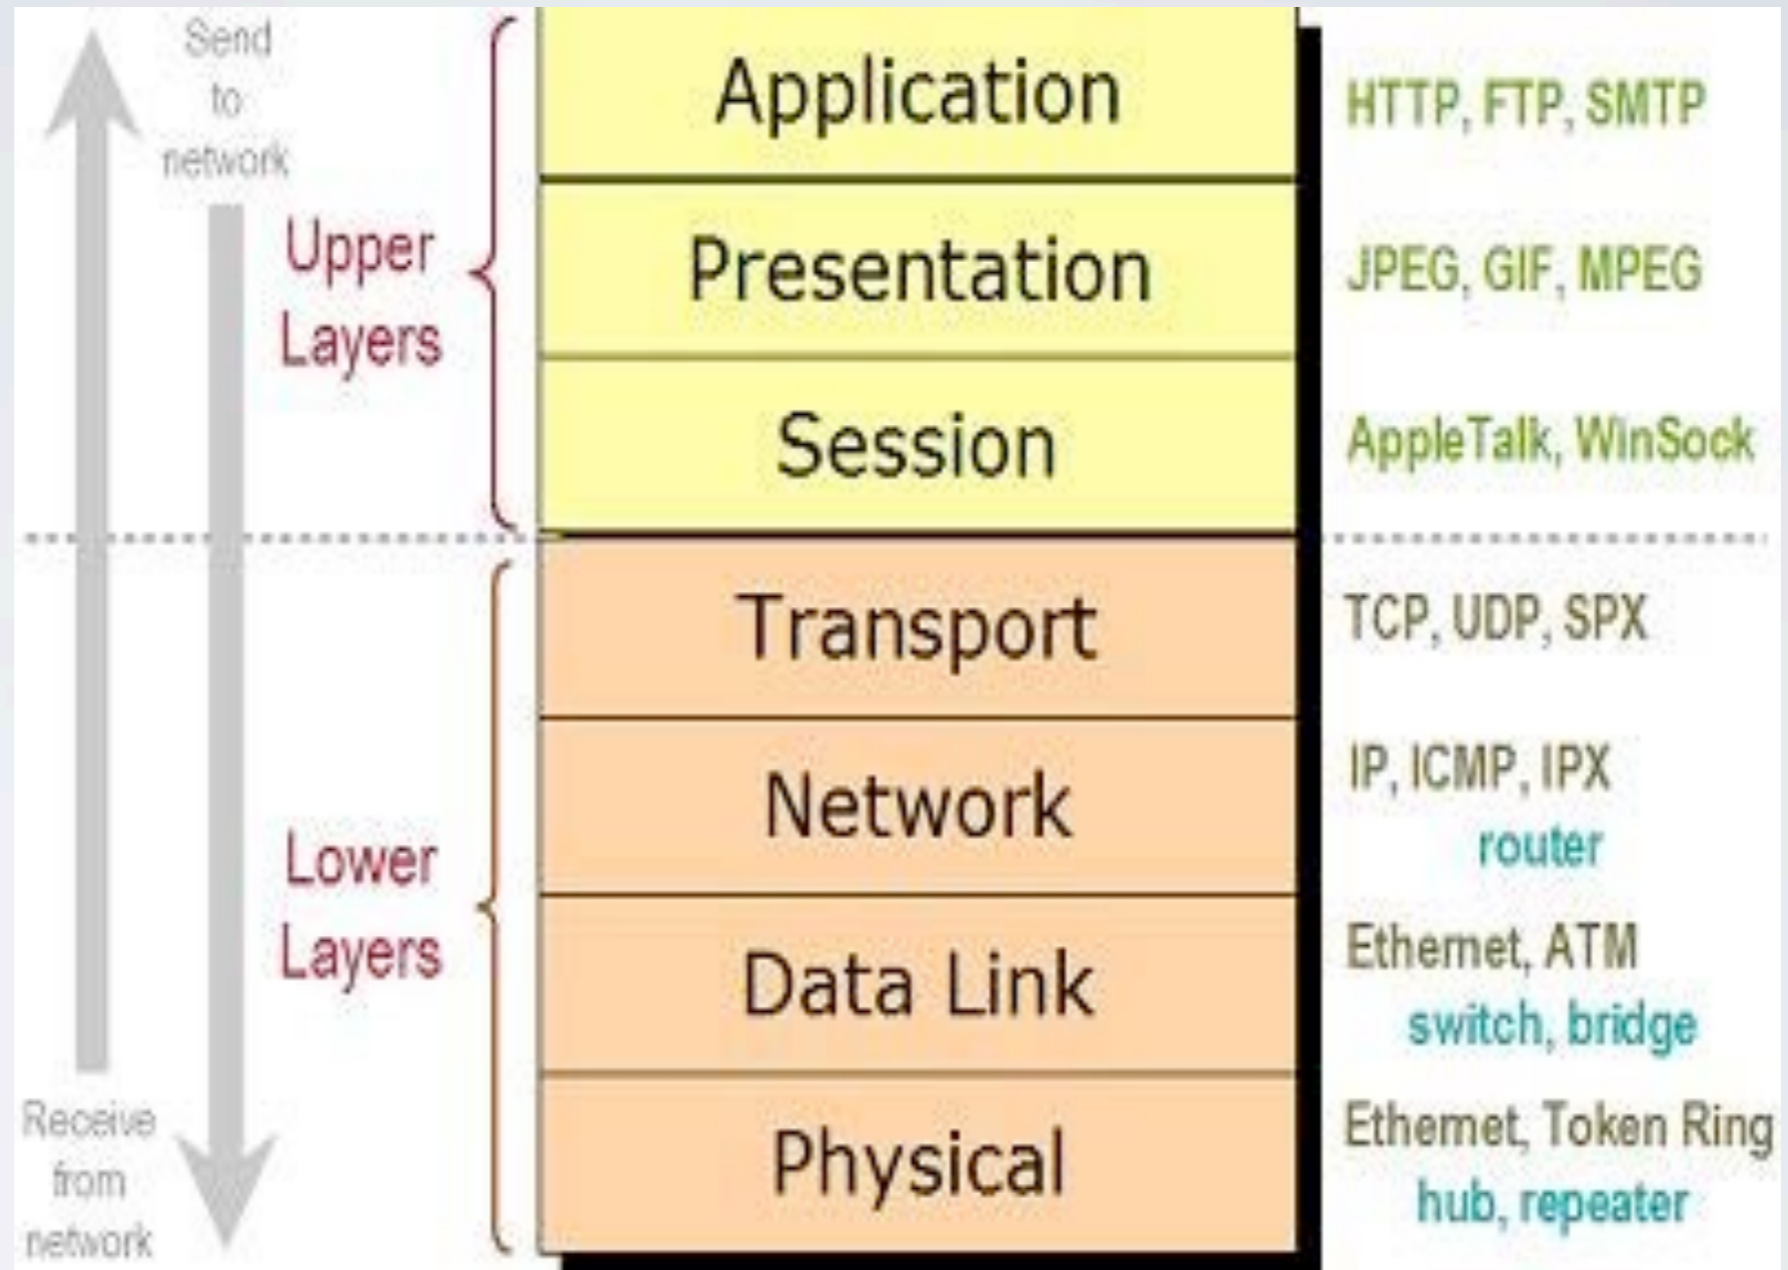 Send
to
network
Upper
Layers
Application
HTTP, FTP, SMTP
Presentation
JPEG, GIF, MPEG
Session
AppleTalk, WinSock
Lower
Layers
Transport
TCP, UDP, SPX
Network
IP, ICMP, IPX
router
Data Link
Ethernet, ATM
switch, bridge
Physical
Ethernet, Token Ring
hub, repeater
Receive
from
network